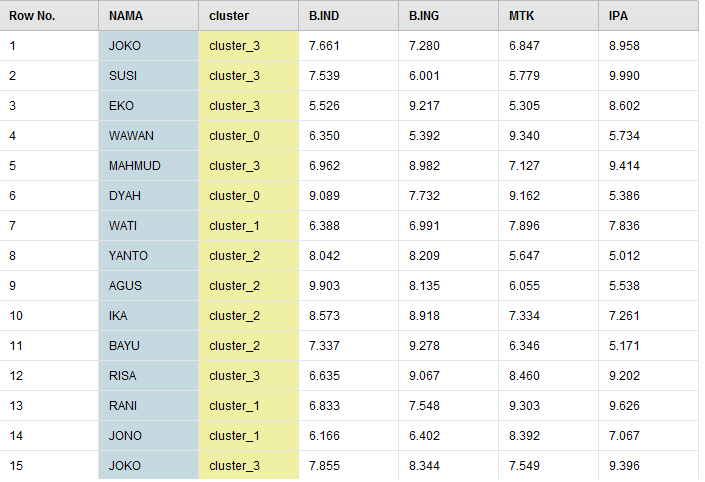 Row No. NAMA cluster B.IND B.ING MTK IPA
1 JOKO cluster_3 7.661 7.280 6.847 8.958
2 SUSI cluster_3 7.539 6.001 5.779 9.990
3 EKO cluster_3 5.526 9.217 5.305 8.602
4 WAWAN cluster_0 6.350 5.392 9.340 5.734
5 MAHMUD cluster_3 6.962 8.982 7.127 9.414
6 DYAH cluster_0 9.089 7.732 9.162 5.386
7 WATI cluster_1 6.388 6.991 7.896 7.836
8 YANTO cluster_2 8.042 8.209 5.647 5.012
9 AGUS cluster_2 9.903 8.135 6.055 5.538
10 IKA cluster_2 8.573 8.918 7.334 7.261
11 BAYU cluster_2 7.337 9.278 6.346 5.171
12 RISA cluster_3 6.635 9.067 8.460 9.202
13 RANI cluster_1 6.833 7.548 9.303 9.626
14 JONO cluster_1 6.166 6.402 8.392 7.067
15 JOKO cluster_3 7.855 8.344 7.549 9.396